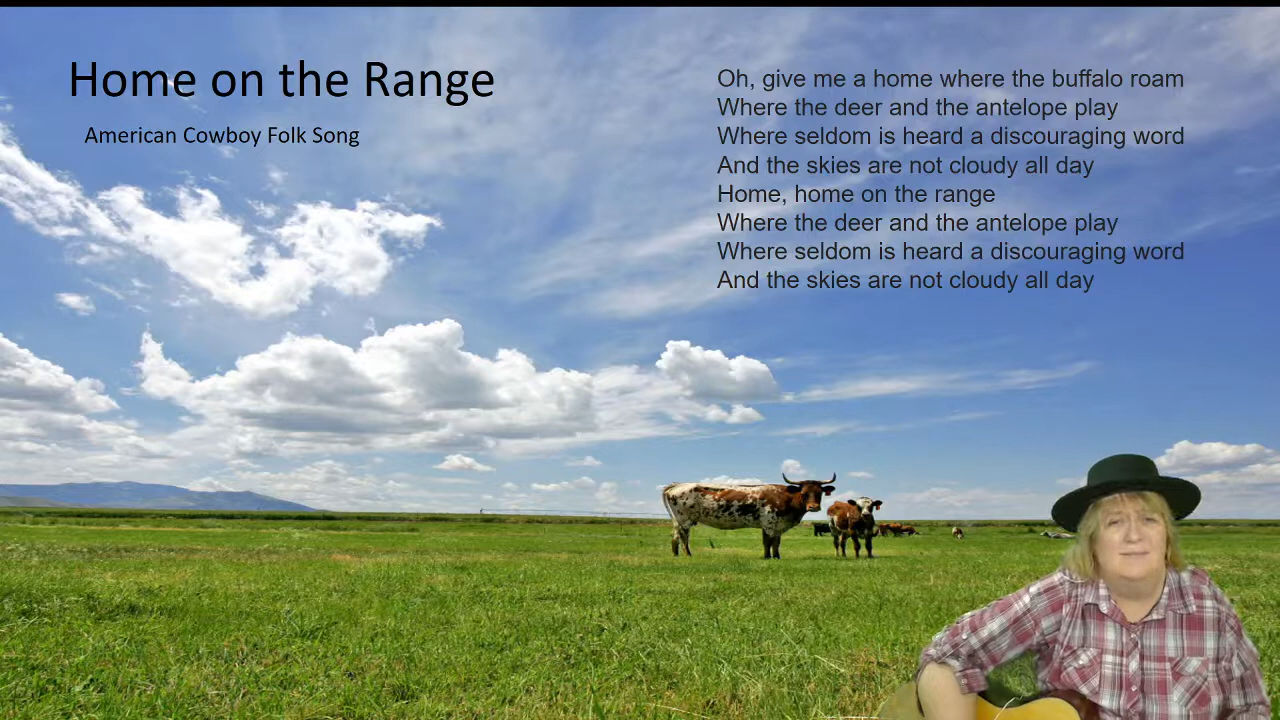 Home on the Range
American Cowboy Folk Song
Oh, give me a home where the buffalo roam
Where the deer and the antelope play
Where seldom is heard a discouraging word
And the skies are not cloudy all day
Home, home on the range
Where the deer and the antelope play
Where seldom is heard a discouraging word
And the skies are not cloudy all day